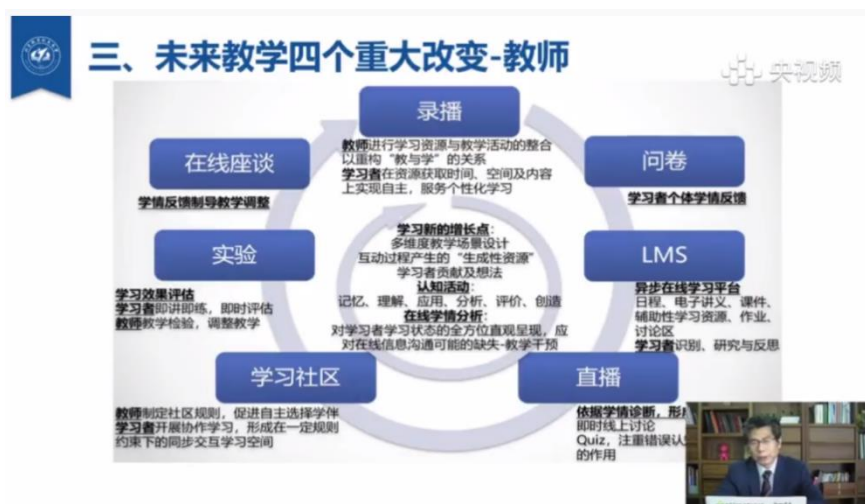 三、未来教学四个重大改变-教师
央视频
录播
教师进行学习资源与教学活动的整合
以重构“教与学”的关系
学习者在资源获取时间、空间及内容
上实现自主，服务个性化学习
在线座谈
学情反馈制导教学调整
问卷
学习者个体学情反馈
学习新的增长点：
多维度教学场景设计
互动过程产生的“生成性资源”
学习者贡献及想法
认知活动：
记忆、理解、应用、分析、评价、创造
在线学情分析：
对学习者学习状态的全方位直观呈现，应
对在线信息沟通可能的缺失-教学干预
实验
学习效果评估
学习者即讲即练，即时评估
教师教学检验，调整教学
LMS
异步在线学习平台
日程、电子讲义、课件、
辅助性学习资源、作业、
讨论区
学习者识别、研究与反思
学习社区
教师制定社区规则，促进自主选择学伴
学习者开展协作学习，形成在一定规则
约束下的同步交互学习空间
直播
依据学情诊断，形
即时线上讨论
Quiz，注重错误认
的作用